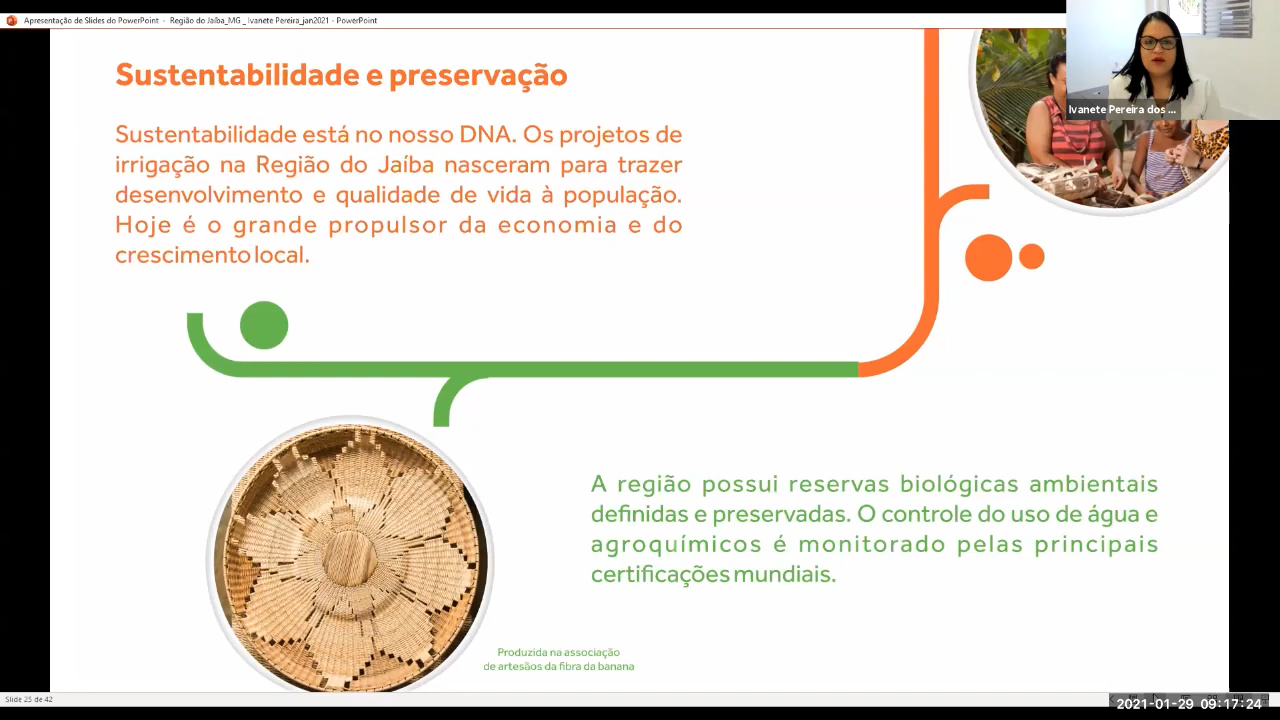 Apresentação de Slides do PowerPoint - Região do Jaíba_MG _ Ivanete Pereira_jan2021 - PowerPoint
Ivanete Pereira dos ...
Sustentabilidade e preservação
Sustentabilidade está no nosso DNA. Os projetos de
irrigação na Região do Jaíba nasceram para trazer
desenvolvimento e qualidade de vida à população.
Hoje é o grande propulsor da economia e do
crescimento local.
A região possui reservas biológicas ambientais
definidas e preservadas. O controle do uso de água e
agroquímicos é monitorado pelas principais
certificações mundiais.
Produzida na associação
de artesãos da fibra da banana
Slide 25 de 42
2021-01-29 09:17:24